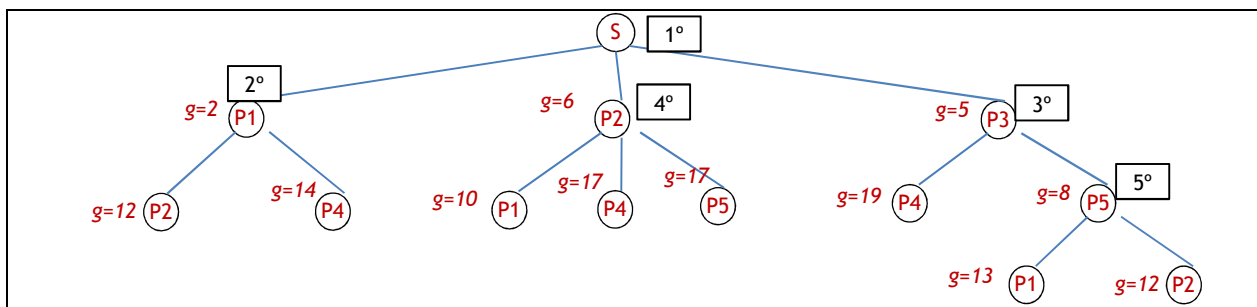 S 1º
2º
g=2 P1
g=6 P2 4º
g=5 P3 3º
g=12 P2
g=14 P4
g=10 P1
g=17 P4
g=17 P5
g=19 P4
g=8 P5 5º
g=13 P1
g=12 P2